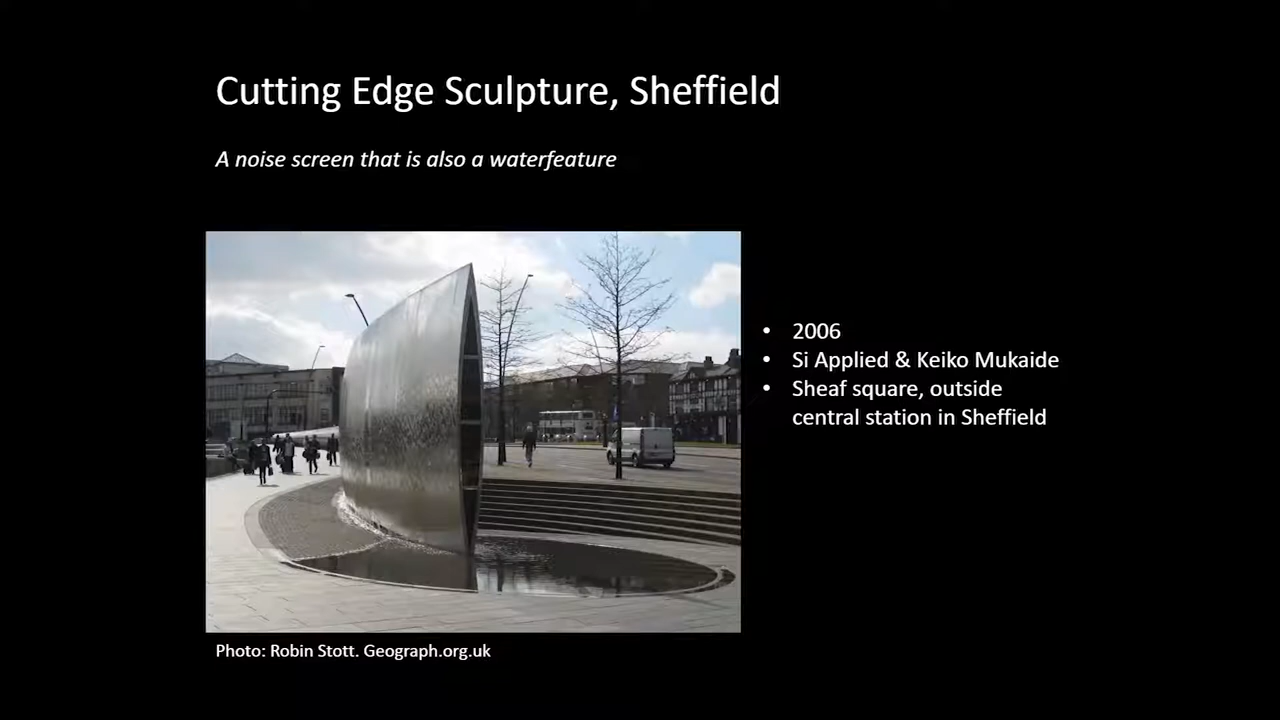 Cutting Edge Sculpture, Sheffield
A noise screen that is also a waterfeature
• 2006
• Si Applied & Keiko Mukaide
• Sheaf square, outside
central station in Sheffield
Photo: Robin Stott. Geograph.org.uk